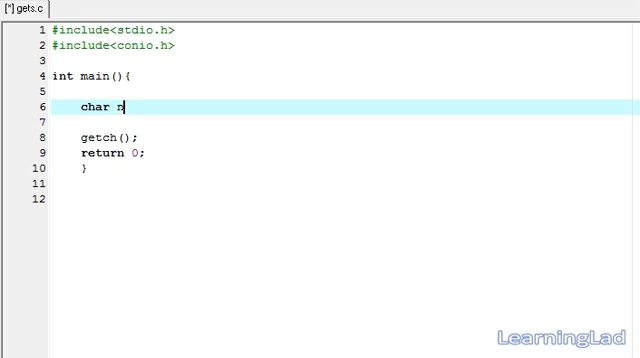 [*] gets.c
1 #include<stdio.h>
2 #include<conio.h>
3
4 int main(){
5
6 char n
7
8 getch();
9 return 0;
10 }
11
12
LearningLad